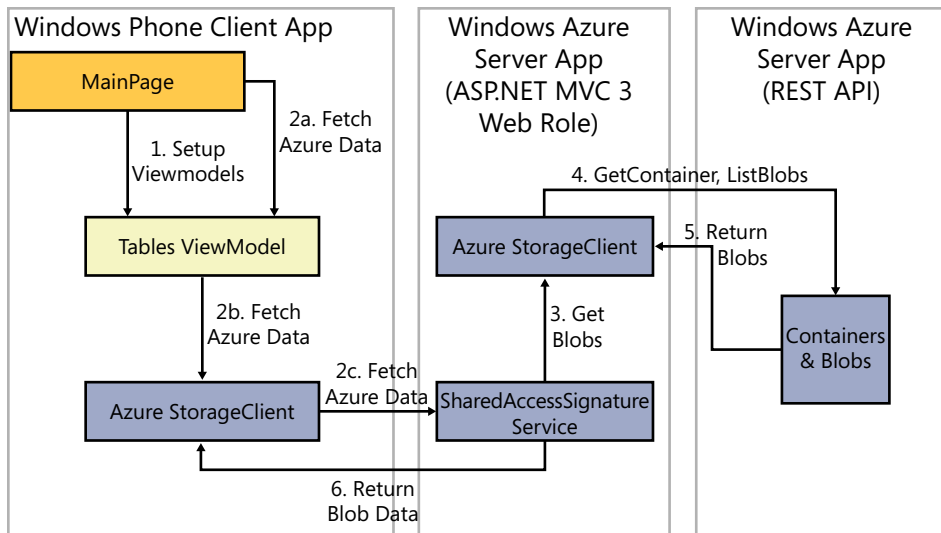 Windows Phone Client App
MainPage
1. Setup
Viewmodels
2a. Fetch
Azure Data
Tables ViewModel
2b. Fetch
Azure Data
Azure StorageClient
2c. Fetch
Azure Data
6. Return
Blob Data
Windows Azure
Server App
(ASP.NET MVC 3
Web Role)
4. GetContainer, ListBlobs
Azure StorageClient
3. Get
Blobs
SharedAccessSignature
Service
Windows Azure
Server App
(REST API)
5. Return
Blobs
Containers
& Blobs